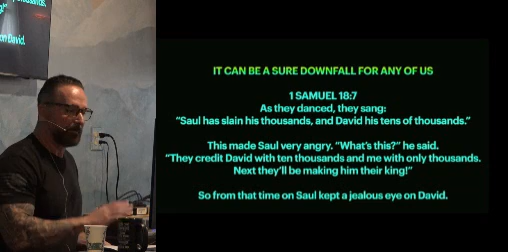 thousands.
on David.
IT CAN BE A SURE DOWNFALL FOR ANY OF US
1 SAMUEL 18:7
As they danced, they sang:
“Saul has slain his thousands, and David his tens of thousands.”
This made Saul very angry. “What’s this?” he said.
“They credit David with ten thousands and me with only thousands.
Next they’ll be making him their king!”
So from that time on Saul kept a jealous eye on David.